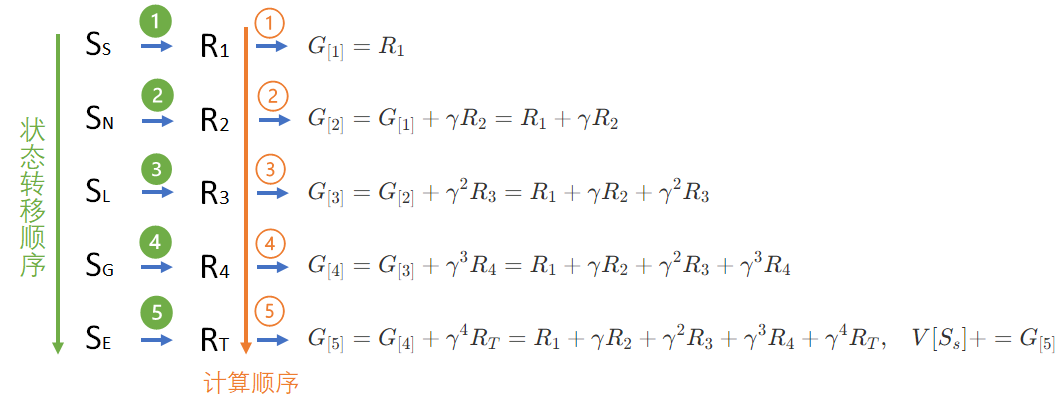 状态转移顺序
S_S ① R_1 ① G_{[1]} = R_1
S_N ② R_2 ② G_{[2]} = G_{[1]} + γR_2 = R_1 + γR_2
S_L ③ R_3 ③ G_{[3]} = G_{[2]} + γ^2R_3 = R_1 + γR_2 + γ^2R_3
S_G ④ R_4 ④ G_{[4]} = G_{[3]} + γ^3R_4 = R_1 + γR_2 + γ^2R_3 + γ^3R_4
S_E ⑤ R_T ⑤ G_{[5]} = G_{[4]} + γ^4R_T = R_1 + γR_2 + γ^2R_3 + γ^3R_4 + γ^4R_T, V[S_s]+ = G_{[5]}
计算顺序